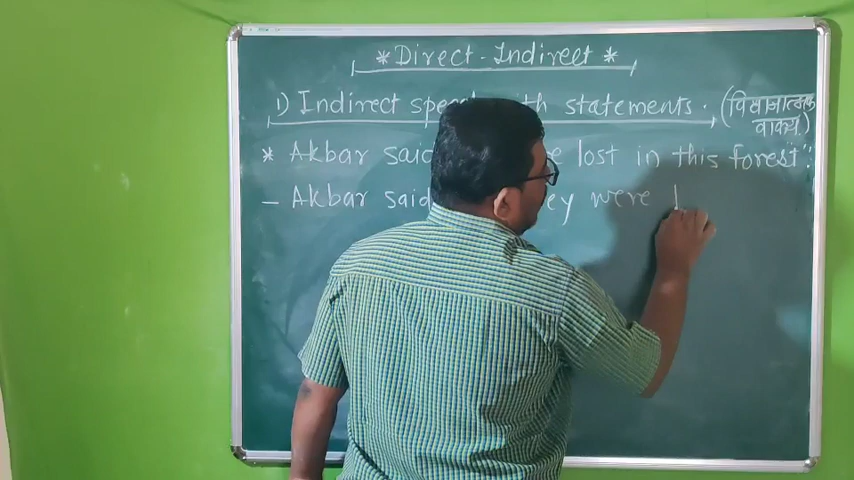 * Direct - Indirect *
1) Indirect speech with statements. (विधानात्मक
वाक्य)
* Akbar said lost in this forest".
- Akbar said ey were l